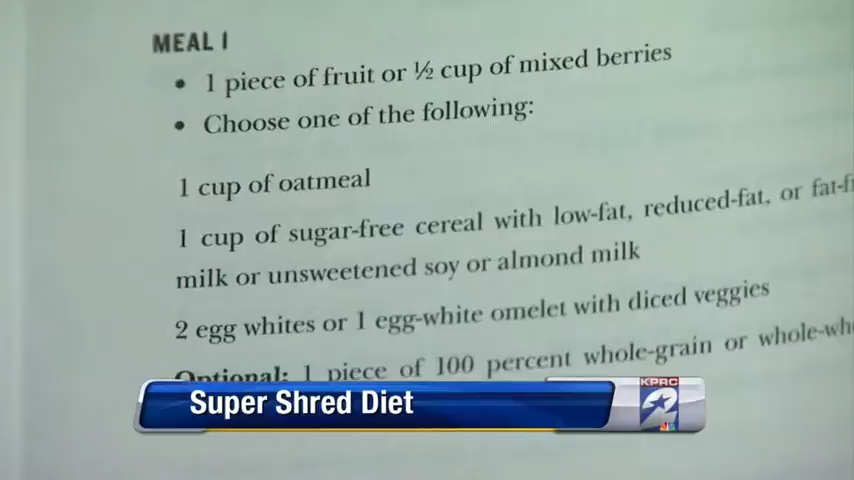 MEAL I
• 1 piece of fruit or ½ cup of mixed berries
• Choose one of the following:
1 cup of oatmeal
1 cup of sugar-free cereal with low-fat, reduced-fat, or
milk or unsweetened soy or almond milk
2 egg whites or 1 egg-white omelet with diced veggies
Optional: 1 piece of 100 percent whole-grain or
Super Shred Diet
KPRC
2